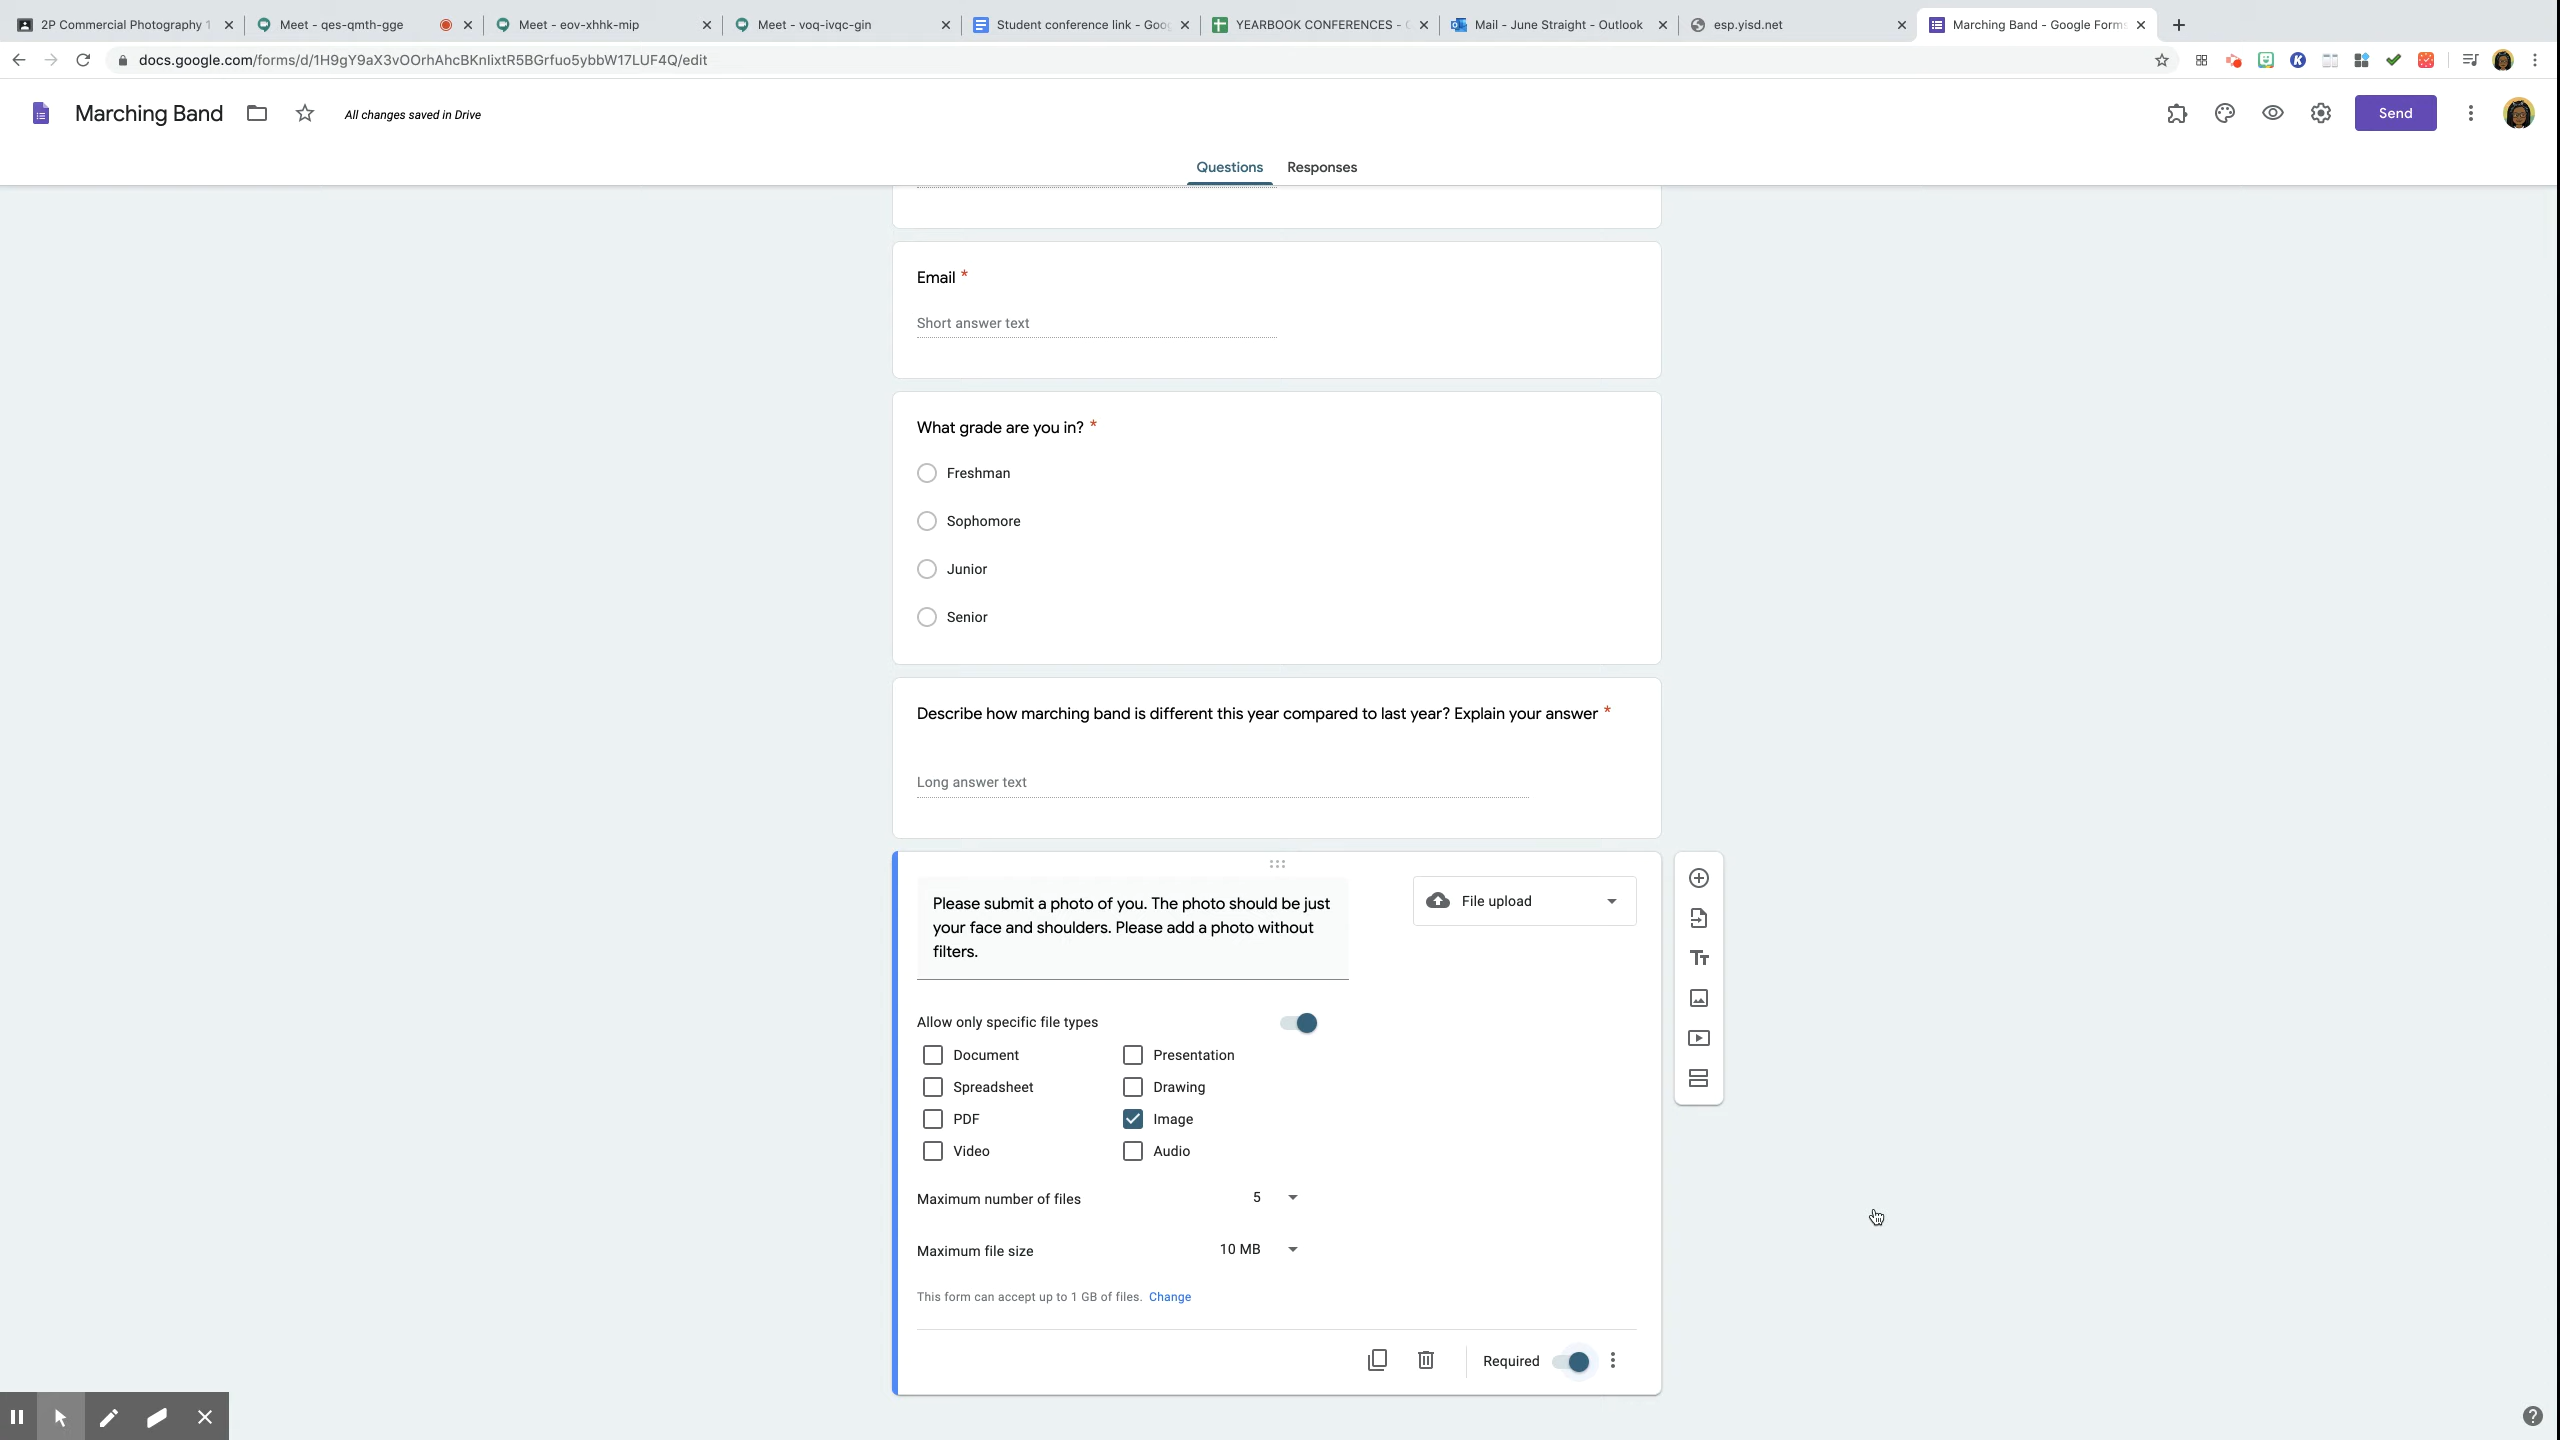 2P Commercial Photography 1
Meet - qes-qmth-gge
Meet - eov-xhhk-mip
Meet - voq-ivqc-gin
Student conference link - Goog
YEARBOOK CONFERENCES - G
Mail - June Straight - Outlook
esp.yisd.net
Marching Band - Google Forms
docs.google.com/forms/d/1H9gY9aX3vOOrhAhcBKnlixtR5BGrfuo5ybbW17LUF4Q/edit
Marching Band
All changes saved in Drive
Send
Questions
Responses
Email *
Short answer text
What grade are you in? *
Freshman
Sophomore
Junior
Senior
Describe how marching band is different this year compared to last year? Explain your answer *
Long answer text
Please submit a photo of you. The photo should be just
your face and shoulders. Please add a photo without
filters.
File upload
Allow only specific file types
Document
Presentation
Spreadsheet
Drawing
PDF
Image
Video
Audio
Maximum number of files
5
Maximum file size
10 MB
This form can accept up to 1 GB of files. Change
Required